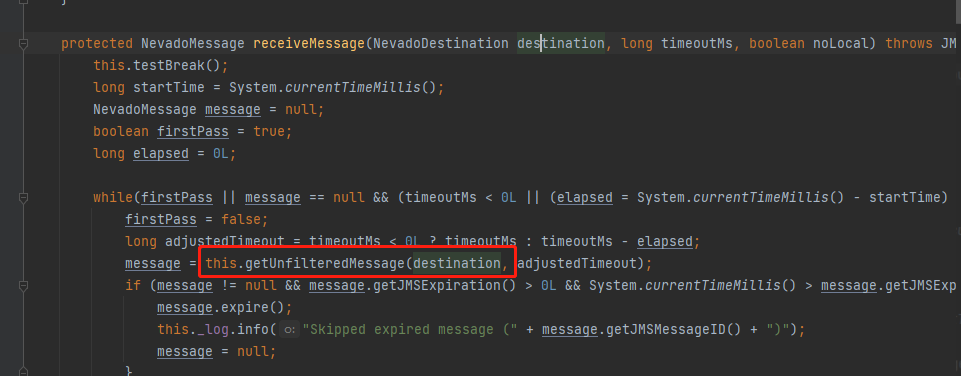 }
protected NevadoMessage receiveMessage(NevadoDestination destination, long timeoutMs, boolean noLocal) throws JM
this.testBreak();
long startTime = System.currentTimeMillis();
NevadoMessage message = null;
boolean firstPass = true;
long elapsed = 0L;
while(firstPass || message == null && (timeoutMs < 0L || (elapsed = System.currentTimeMillis() - startTime)
firstPass = false;
long adjustedTimeout = timeoutMs < 0L ? timeoutMs : timeoutMs - elapsed;
message = this.getUnfilteredMessage(destination, adjustedTimeout);
if (message != null && message.getJMSExpiration() > 0L && System.currentTimeMillis() > message.getJMSExp
message.expire();
this._log.info( o: "Skipped expired message (" + message.getJMSMessageID() + ")");
message = null;
}